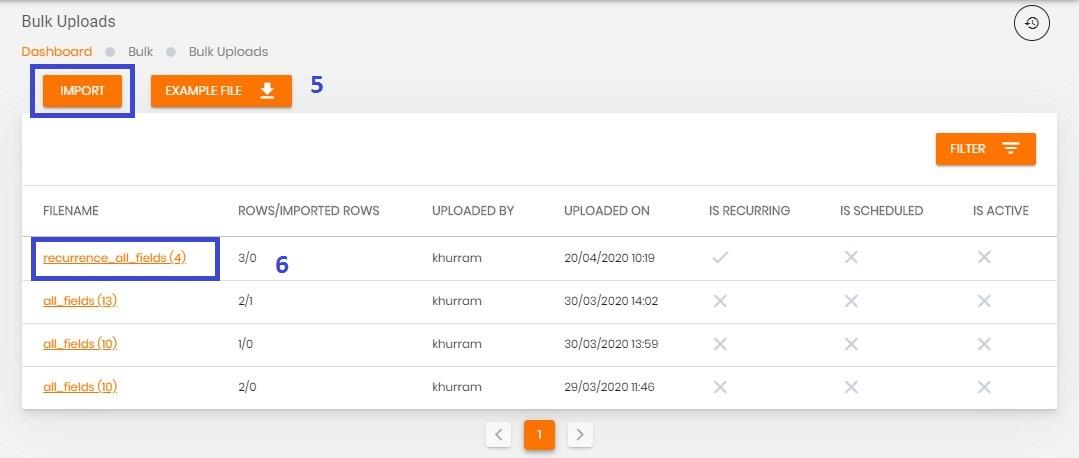 Bulk Uploads
Dashboard Bulk Bulk Uploads
IMPORT EXAMPLE FILE 5
FILTER
FILENAME ROWS/IMPORTED ROWS UPLOADED BY UPLOADED ON IS RECURRING IS SCHEDULED IS ACTIVE
recurrence_all_fields (4) 3/0 6 khurram 20/04/2020 10:19
all_fields (13) 2/1 khurram 30/03/2020 14:02
all_fields (10) 1/0 khurram 30/03/2020 13:59
all_fields (10) 2/0 khurram 29/03/2020 11:46
1